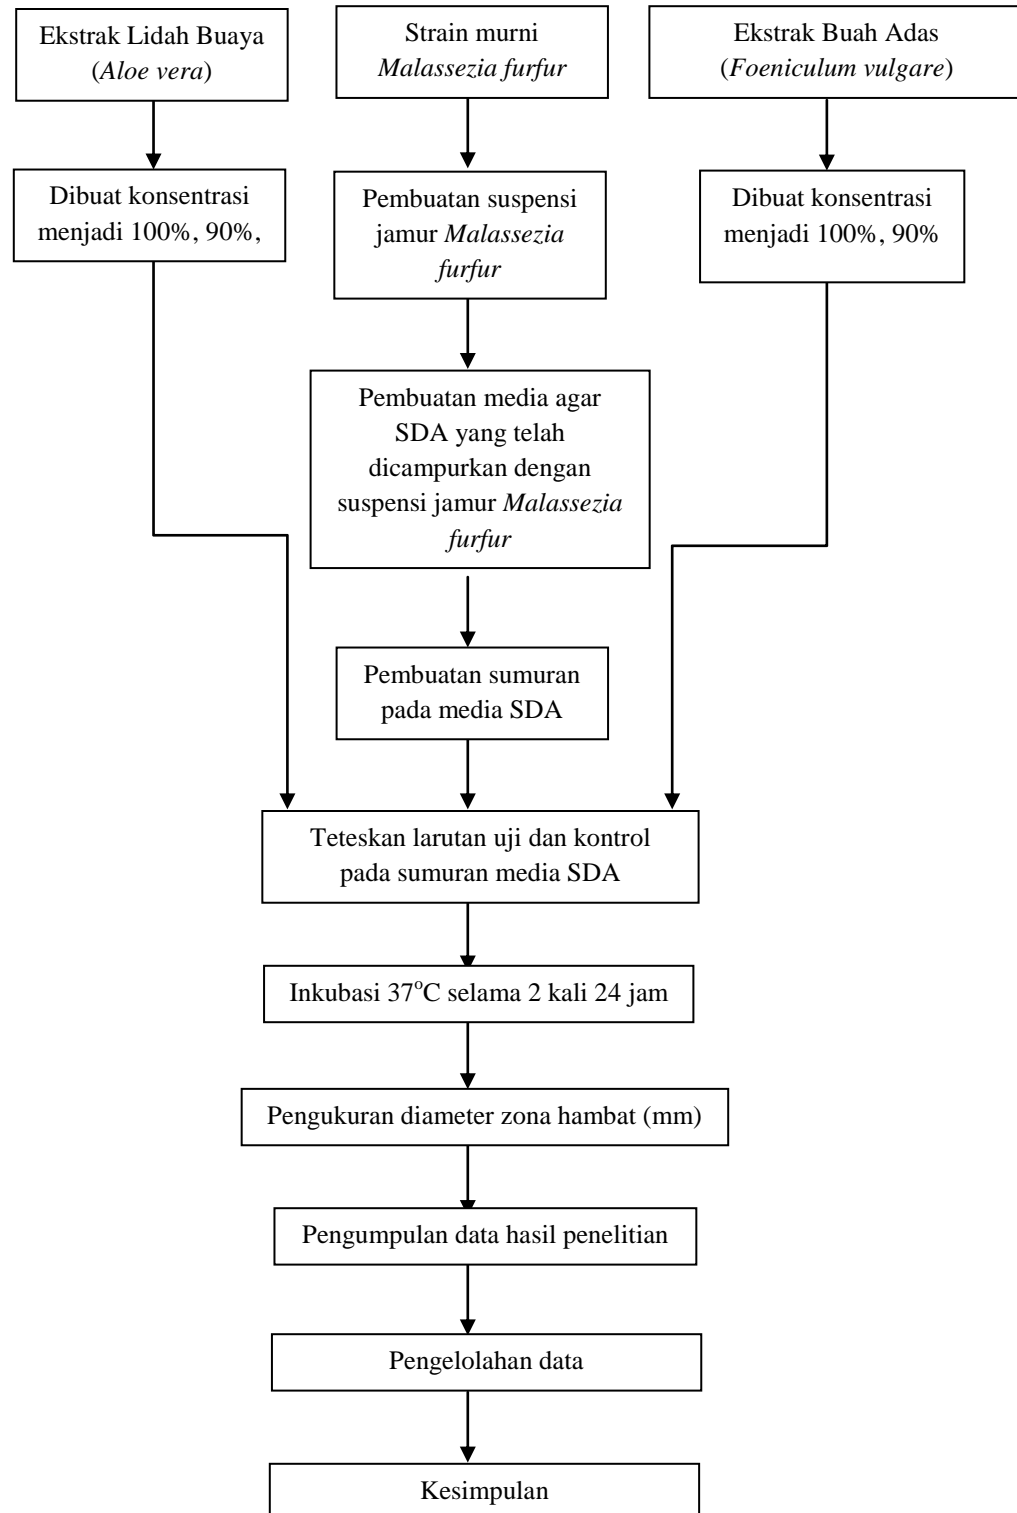 Ekstrak Lidah Buaya
(Aloe vera)
Strain murni
Malassezia furfur
Ekstrak Buah Adas
(Foeniculum vulgare)
Dibuat konsentrasi
menjadi 100%, 90%,
Pembuatan suspensi
jamur Malassezia
furfur
Dibuat konsentrasi
menjadi 100%, 90%
Pembuatan media agar
SDA yang telah
dicampurkan dengan
suspensi jamur Malassezia
furfur
Pembuatan sumuran
pada media SDA
Teteskan larutan uji dan kontrol
pada sumuran media SDA
Inkubasi 37°C selama 2 kali 24 jam
Pengukuran diameter zona hambat (mm)
Pengumpulan data hasil penelitian
Pengelolahan data
Kesimpulan